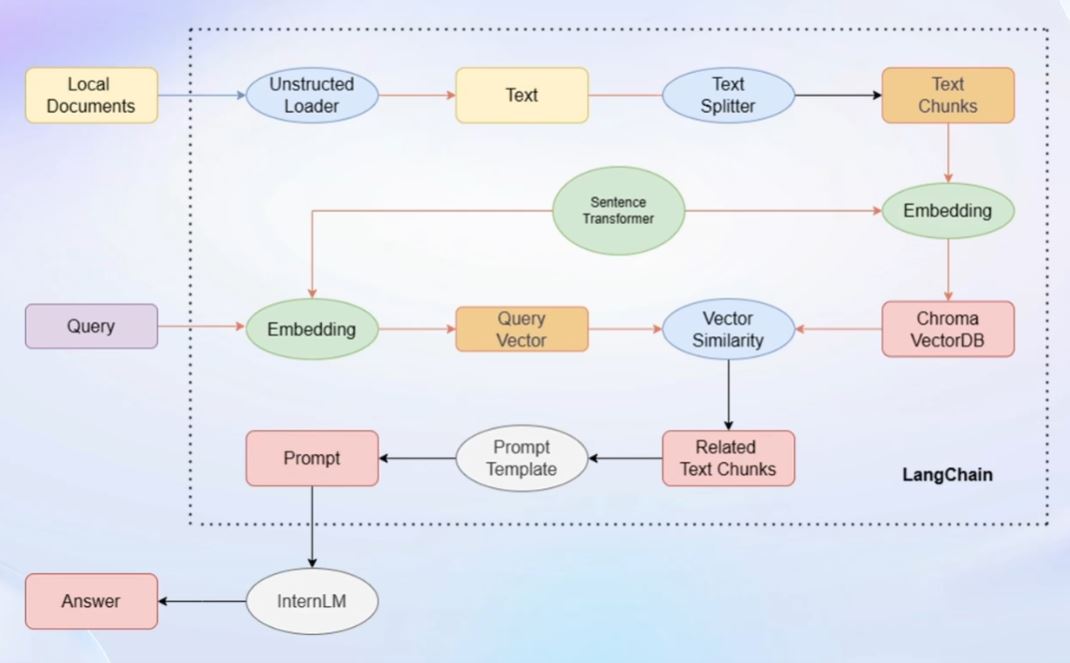 Local
Documents
Unstructed
Loader
Text
Text
Splitter
Text
Chunks
Sentence
Transformer
Embedding
Query
Embedding
Query
Vector
Vector
Similarity
Chroma
VectorDB
Prompt
Prompt
Template
Related
Text Chunks
LangChain
Answer
InternLM